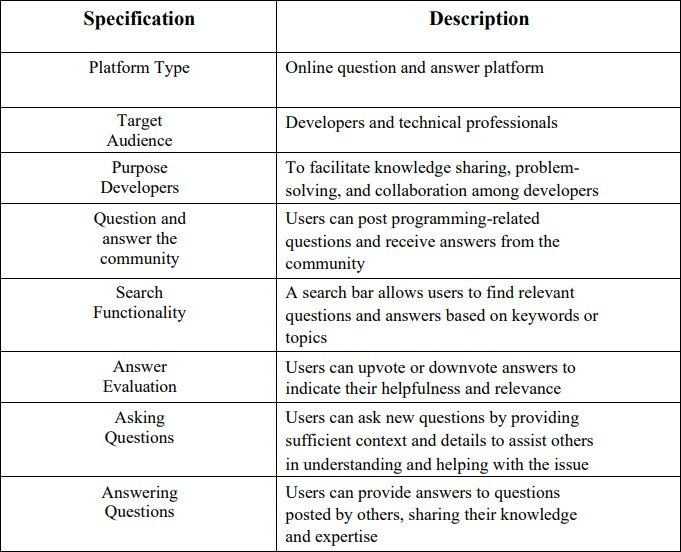 Specification
Description
Platform Type
Online question and answer platform
Target
Audience
Developers and technical professionals
Purpose
Developers
To facilitate knowledge sharing, problem-
solving, and collaboration among developers
Question and
answer the
community
Users can post programming-related
questions and receive answers from the
community
Search
Functionality
A search bar allows users to find relevant
questions and answers based on keywords or
topics
Answer
Evaluation
Users can upvote or downvote answers to
indicate their helpfulness and relevance
Asking
Questions
Users can ask new questions by providing
sufficient context and details to assist others
in understanding and helping with the issue
Answering
Questions
Users can provide answers to questions
posted by others, sharing their knowledge
and expertise